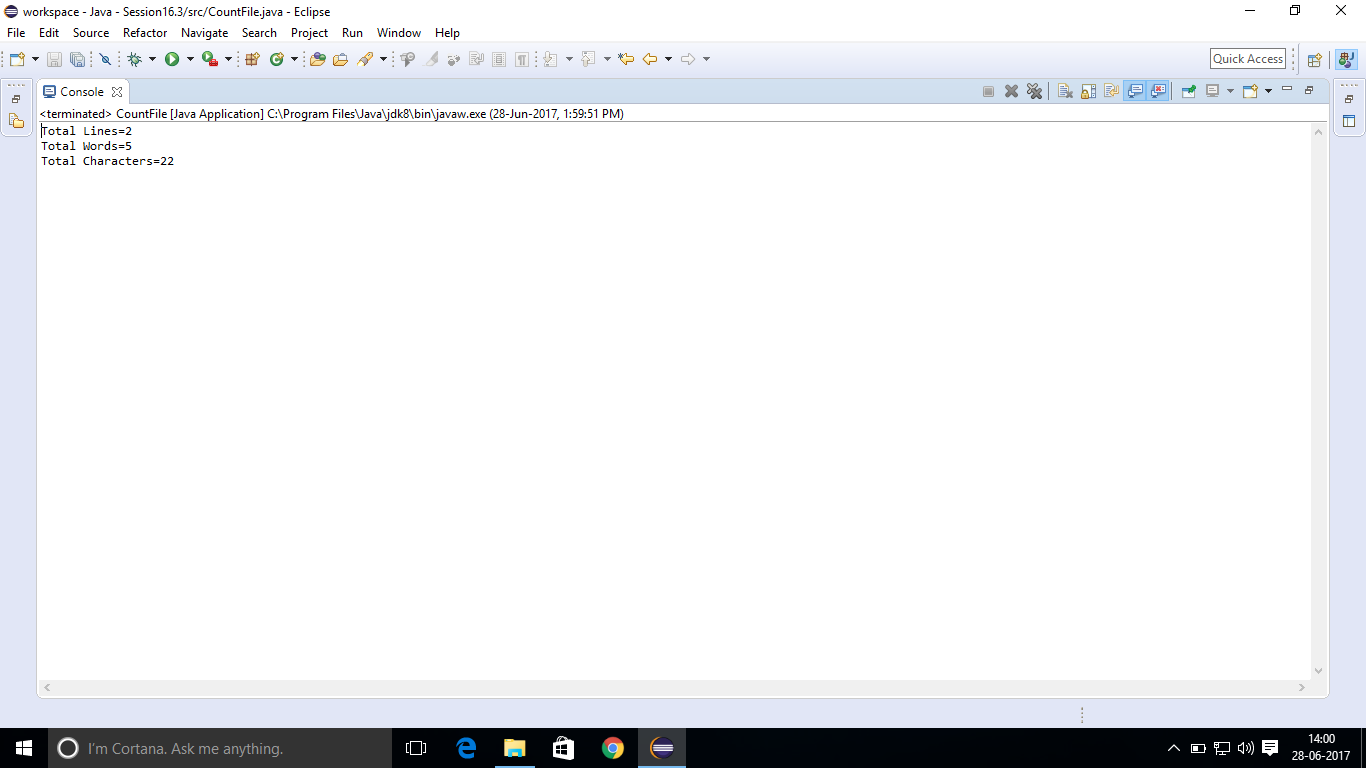 workspace - Java - Session16.3/src/CountFile.java - Eclipse
File Edit Source Refactor Navigate Search Project Run Window Help
Quick Access
Console
<terminated> CountFile [Java Application] C:\Program Files\Java\jdk8\bin\javaw.exe (28-Jun-2017, 1:59:51 PM)
Total Lines=2
Total Words=5
Total Characters=22
I'm Cortana. Ask me anything.
14:00
28-06-2017